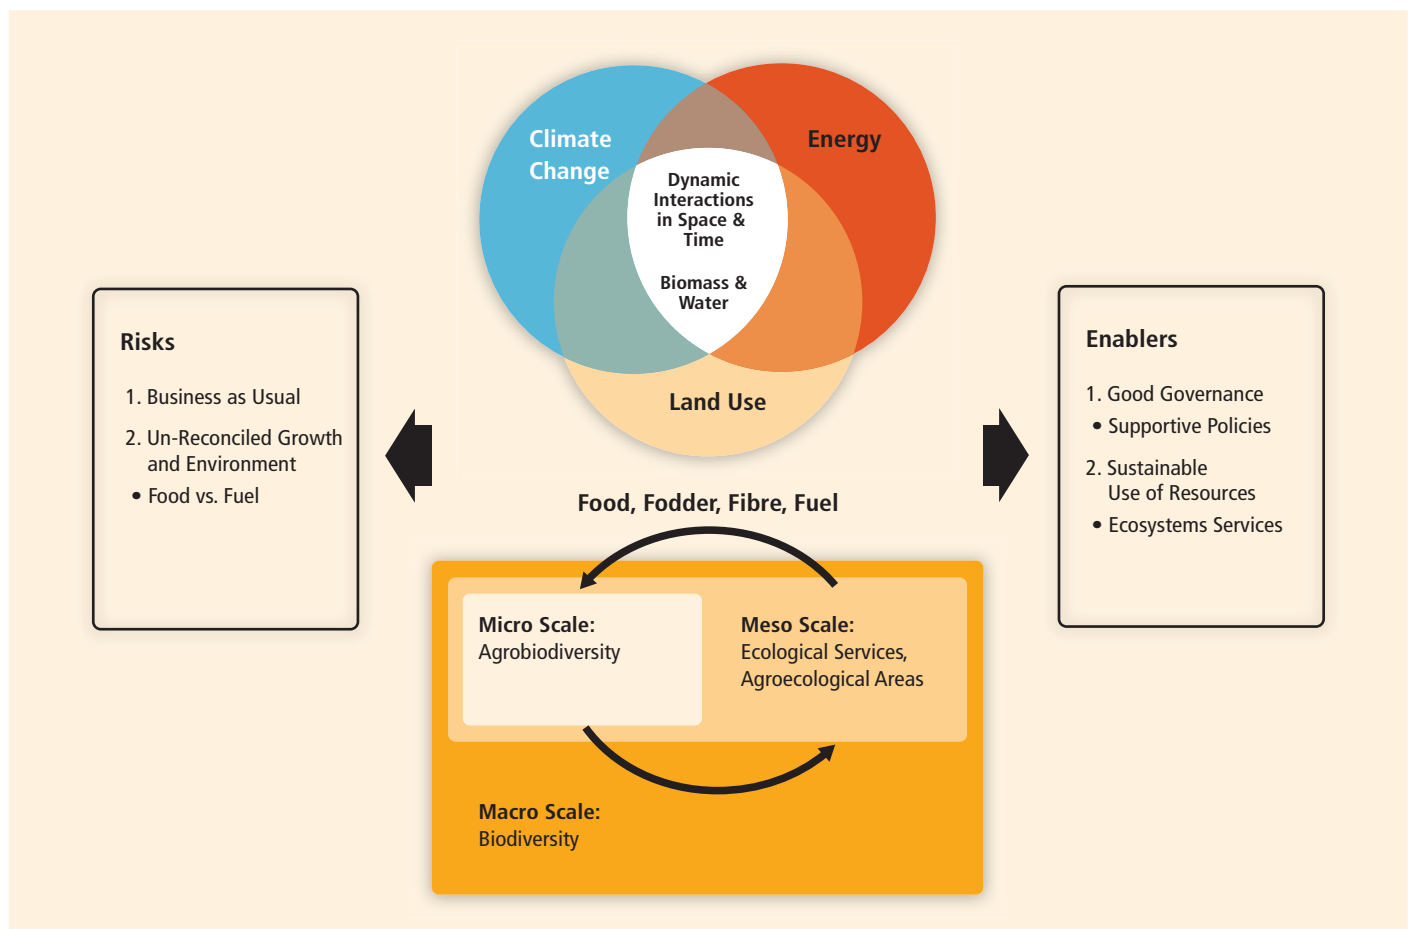 Climate
Change
Energy
Dynamic
Interactions
in Space &
Time
Biomass &
Water
Land Use
Risks
1. Business as Usual
2. Un-Reconciled Growth
and Environment
• Food vs. Fuel
Enablers
1. Good Governance
• Supportive Policies
2. Sustainable
Use of Resources
• Ecosystems Services
Food, Fodder, Fibre, Fuel
Micro Scale:
Agrobiodiversity
Meso Scale:
Ecological Services,
Agroecological Areas
Macro Scale:
Biodiversity